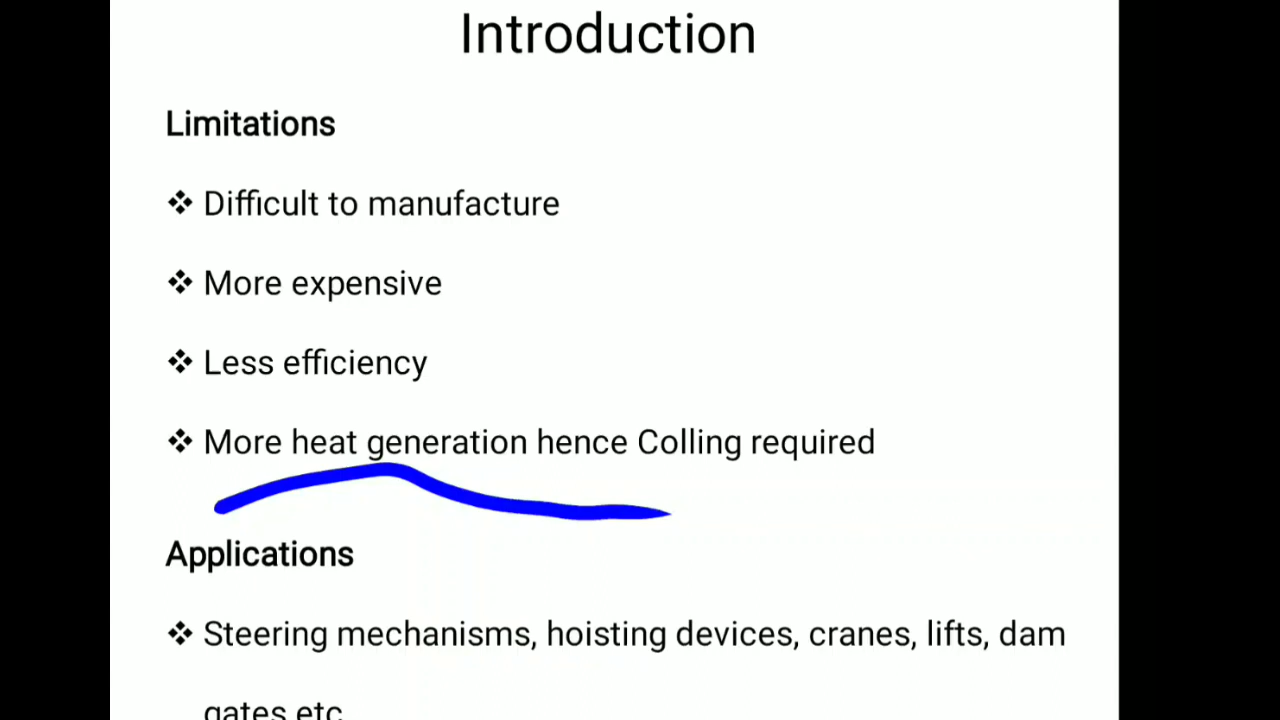 Introduction
Limitations
❖ Difficult to manufacture
❖ More expensive
❖ Less efficiency
❖ More heat generation hence Colling required
Applications
❖ Steering mechanisms, hoisting devices, cranes, lifts, dam
gates etc